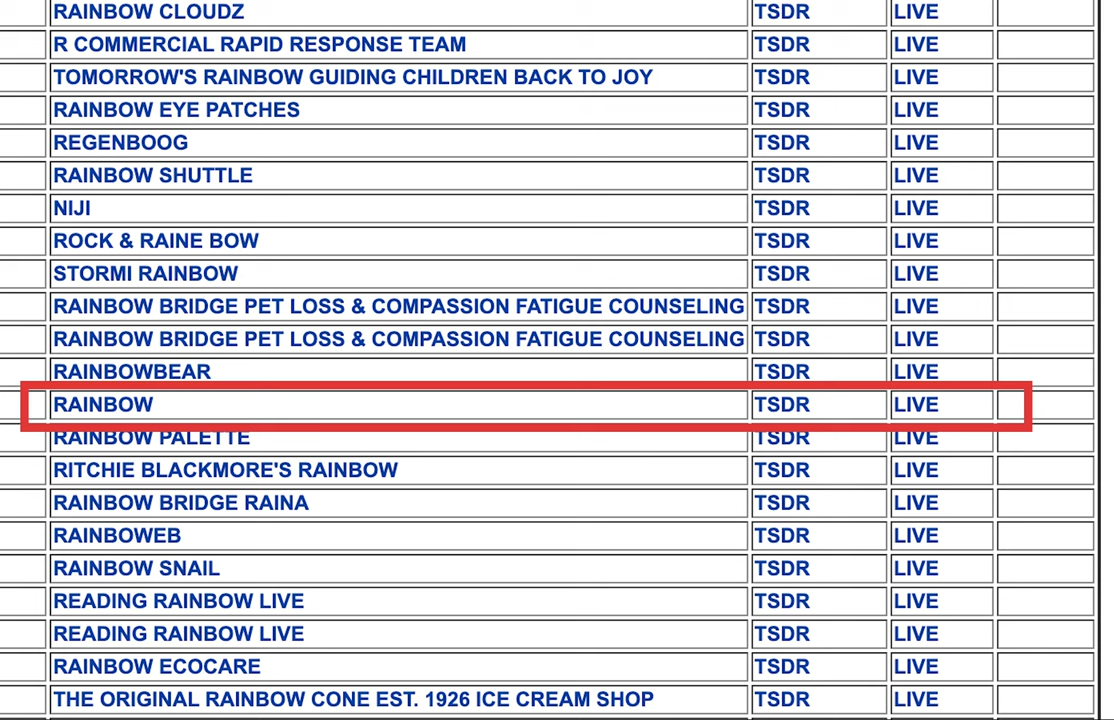 RAINBOW CLOUDZ TSDR LIVE
R COMMERCIAL RAPID RESPONSE TEAM TSDR LIVE
TOMORROW'S RAINBOW GUIDING CHILDREN BACK TO JOY TSDR LIVE
RAINBOW EYE PATCHES TSDR LIVE
REGENBOOG TSDR LIVE
RAINBOW SHUTTLE TSDR LIVE
NIJI TSDR LIVE
ROCK & RAINE BOW TSDR LIVE
STORMI RAINBOW TSDR LIVE
RAINBOW BRIDGE PET LOSS & COMPASSION FATIGUE COUNSELING TSDR LIVE
RAINBOW BRIDGE PET LOSS & COMPASSION FATIGUE COUNSELING TSDR LIVE
RAINBOWBEAR TSDR LIVE
RAINBOW TSDR LIVE
RAINBOW PALETTE TSDR LIVE
RITCHIE BLACKMORE'S RAINBOW TSDR LIVE
RAINBOW BRIDGE RAINA TSDR LIVE
RAINBOWEB TSDR LIVE
RAINBOW SNAIL TSDR LIVE
READING RAINBOW LIVE TSDR LIVE
READING RAINBOW LIVE TSDR LIVE
RAINBOW ECOCARE TSDR LIVE
THE ORIGINAL RAINBOW CONE EST. 1926 ICE CREAM SHOP TSDR LIVE